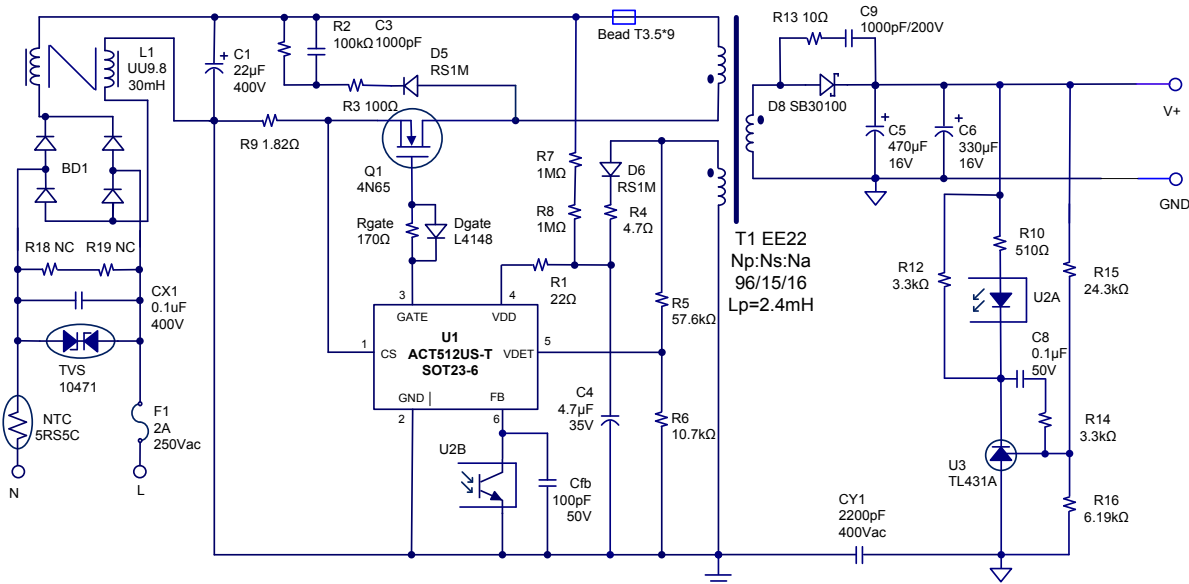 L1
UU9.8
30mH
C1
22µF
400V
+
R2
100kΩ
C3
1000pF
D5
RS1M
R3 100Ω
Bead T3.5*9
R13 10Ω
C9
1000pF/200V
D8 SB30100
V+
GND
C5
470µF
16V
+
C6
330µF
16V
+
BD1
R9 1.82Ω
Q1
4N65
R7
1MΩ
R8
1MΩ
D6
RS1M
R4
4.7Ω
Rgate
170Ω
Dgate
L4148
T1 EE22
Np:Ns:Na
96/15/16
Lp=2.4mH
R18 NC
R19 NC
CX1
0.1uF
400V
TVS
10471
NTC
5RS5C
F1
2A
250Vac
N
L
R1
22Ω
3
4
GATE
VDD
U1
ACT512US-T
SOT23-6
1
CS
VDET
5
GND
FB
2
6
R5
57.6kΩ
R6
10.7kΩ
C4
4.7µF
35V
U2B
Cfb
100pF
50V
R12
3.3kΩ
R10
510Ω
U2A
R15
24.3kΩ
C8
0.1µF
50V
R14
3.3kΩ
U3
TL431A
R16
6.19kΩ
CY1
2200pF
400Vac